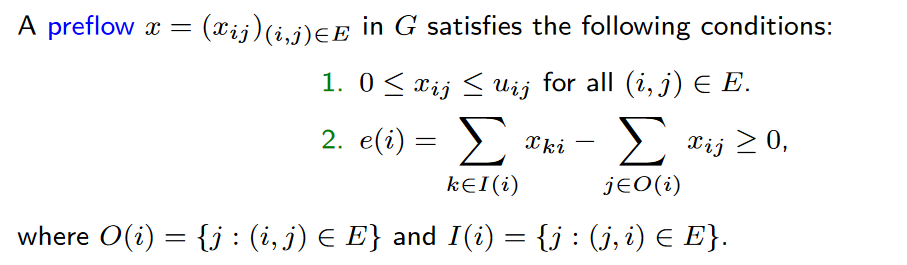 A preflow x = (x_{ij})_{(i,j)∈E} in G satisfies the following conditions:
1. 0 ≤ x_{ij} ≤ u_{ij} for all (i, j) ∈ E.
2. e(i) = ∑_{k∈I(i)} x_{ki} − ∑_{j∈O(i)} x_{ij} ≥ 0,
where O(i) = {j : (i, j) ∈ E} and I(i) = {j : (j, i) ∈ E}.